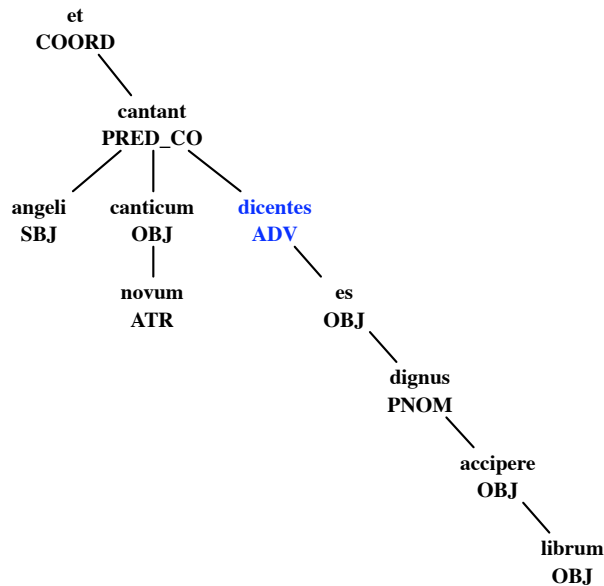 et
COORD
cantant
PRED_CO
angeli canticum dicentes
SBJ OBJ ADV
novum es
ATR OBJ
dignus
PNOM
accipere
OBJ
librum
OBJ